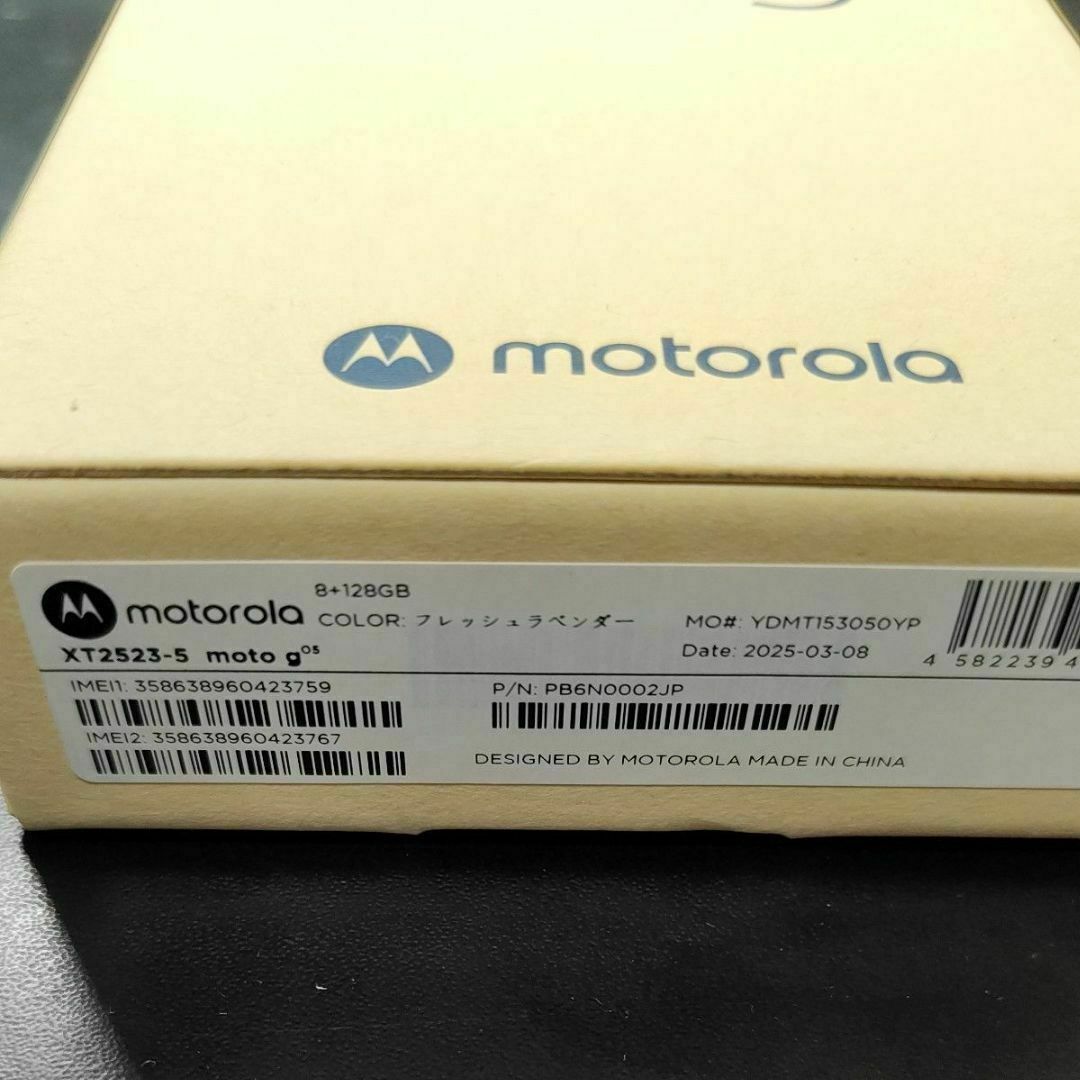 motorola
motorola
8+128GB
COLOR: フレッシュラベンダー
XT2523-5 moto g05
MO#: YDMT153050YP
Date: 2025-03-08
4 582239 4
IMEI1: 358638960423759
IMEI2: 358638960423767
P/N: PB6N0002JP
DESIGNED BY MOTOROLA MADE IN CHINA